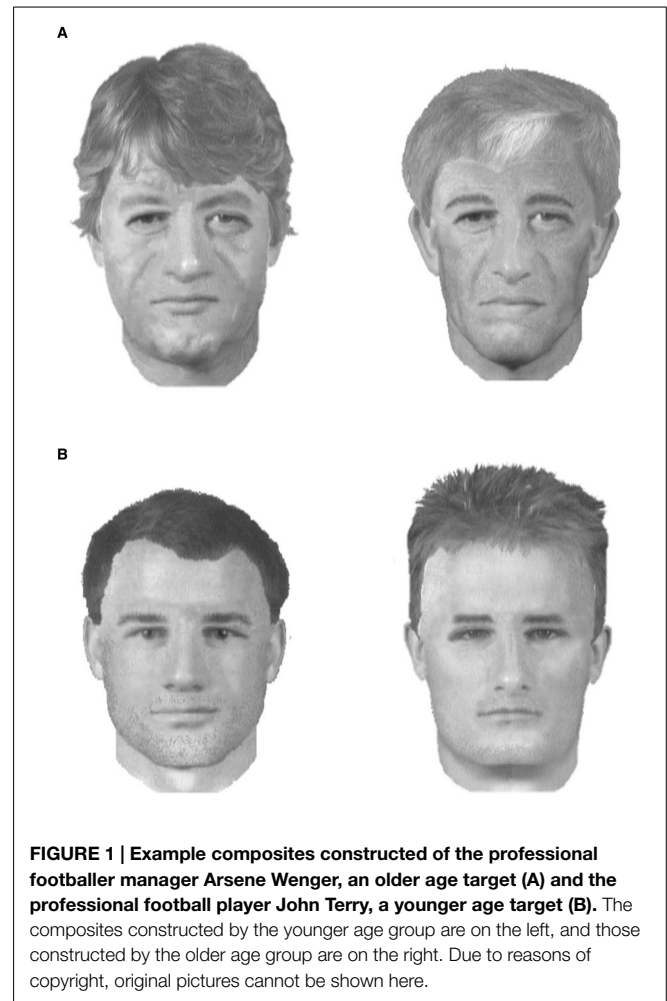 A
B
FIGURE 1 | Example composites constructed of the professional
footballer manager Arsene Wenger, an older age target (A) and the
professional football player John Terry, a younger age target (B). The
composites constructed by the younger age group are on the left, and those
constructed by the older age group are on the right. Due to reasons of
copyright, original pictures cannot be shown here.